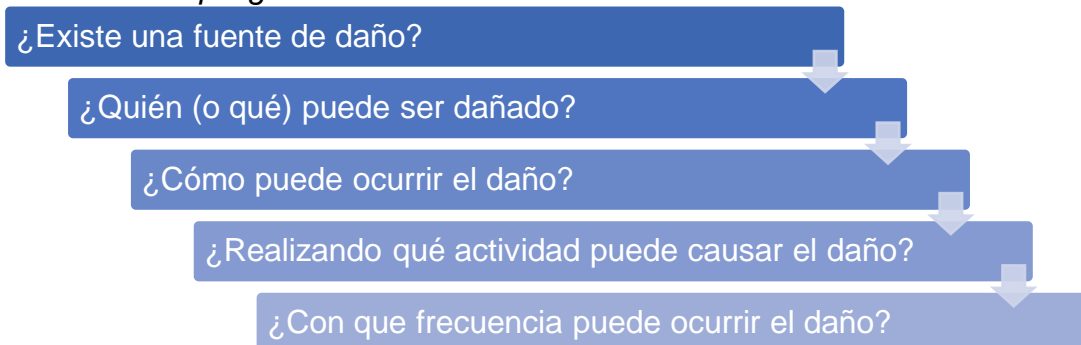 ¿Existe una fuente de daño?
¿Quién (o qué) puede ser dañado?
¿Cómo puede ocurrir el daño?
¿Realizando qué actividad puede causar el daño?
¿Con que frecuencia puede ocurrir el daño?